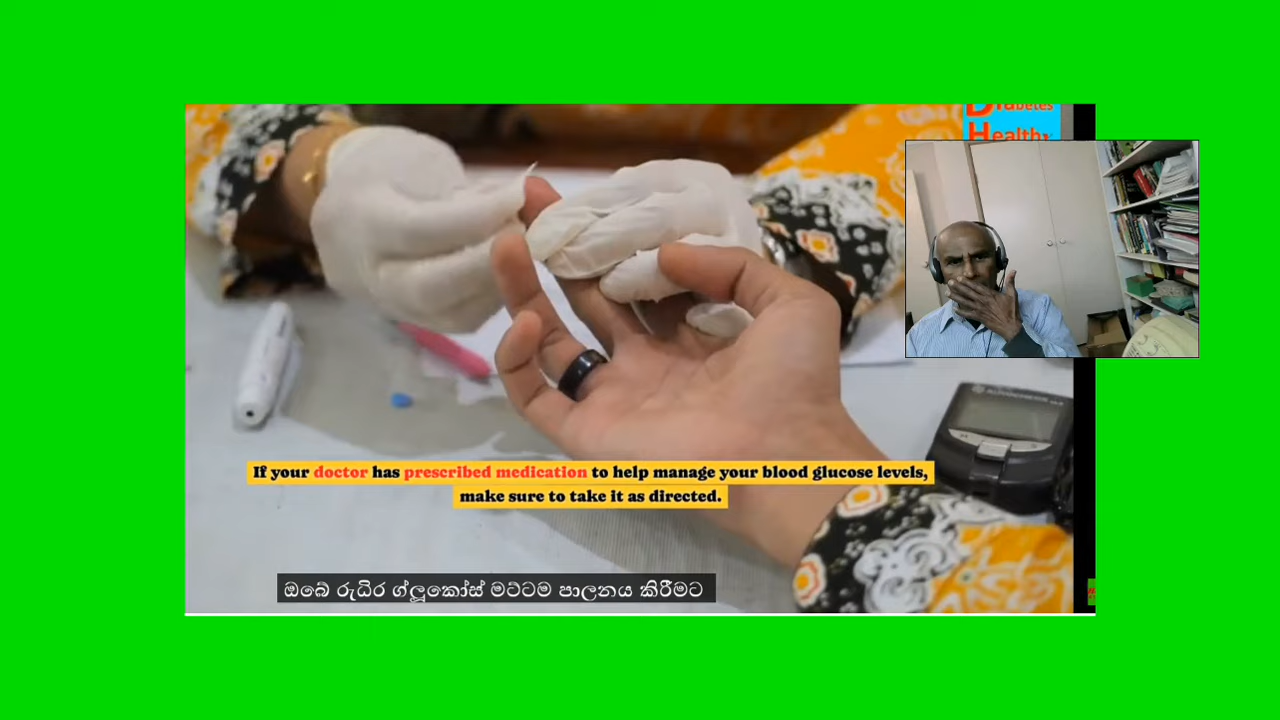 Diabetes
Healthy
If your doctor has prescribed medication to help manage your blood glucose levels,
make sure to take it as directed.
ඔබේ රුධිර ග්ලූකෝස් මට්ටම පාලනය කිරීමට